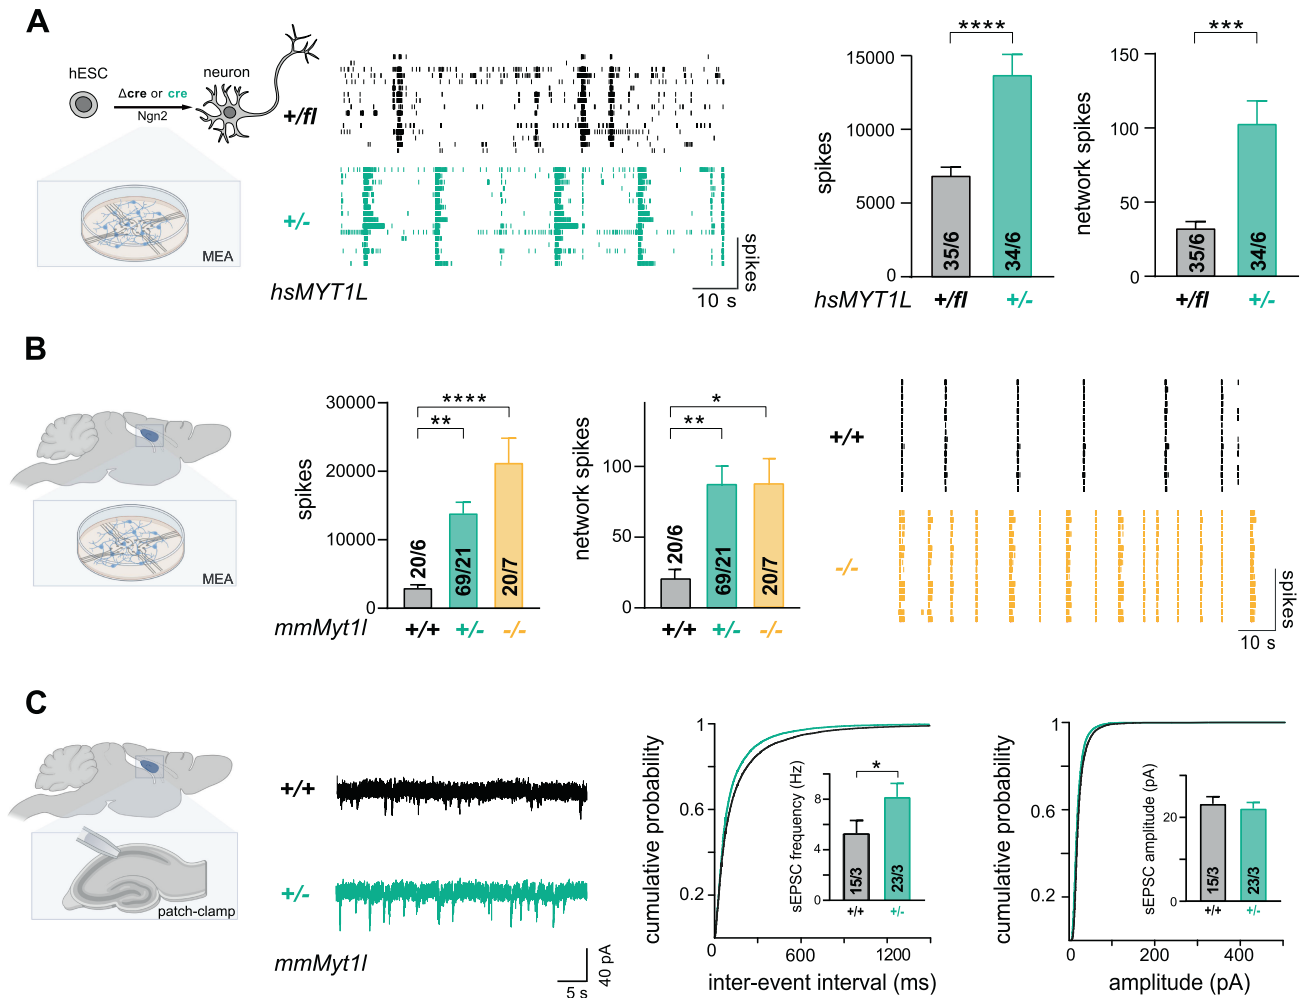 A
hESC
neuron
Δcre or cre
Ngn2
MEA
+/fl
+/-
hsMYT1L
spikes
10 s
****
spikes
15000
10000
5000
0
35/6
34/6
hsMYT1L +/fl +/-
***
network spikes
150
100
50
0
35/6
34/6
+/fl +/-
B
MEA
spikes
30000
20000
10000
0
****
**
20/6
69/21
20/7
mmMyt1l +/+ +/- -/-
network spikes
100
50
0
*
**
20/6
69/21
20/7
+/+ +/- -/-
+/+
-/-
spikes
10 s
C
patch-clamp
+/+
+/-
mmMyt1l
40 pA
5 s
cumulative probability
1
0.6
0.2
0 600 1200
inter-event interval (ms)
sEPSC frequency (Hz)
8
4
0
*
15/3
23/3
+/+ +/-
cumulative probability
1
0.6
0.2
0 200 400
amplitude (pA)
sEPSC amplitude (pA)
20
0
15/3
23/3
+/+ +/-